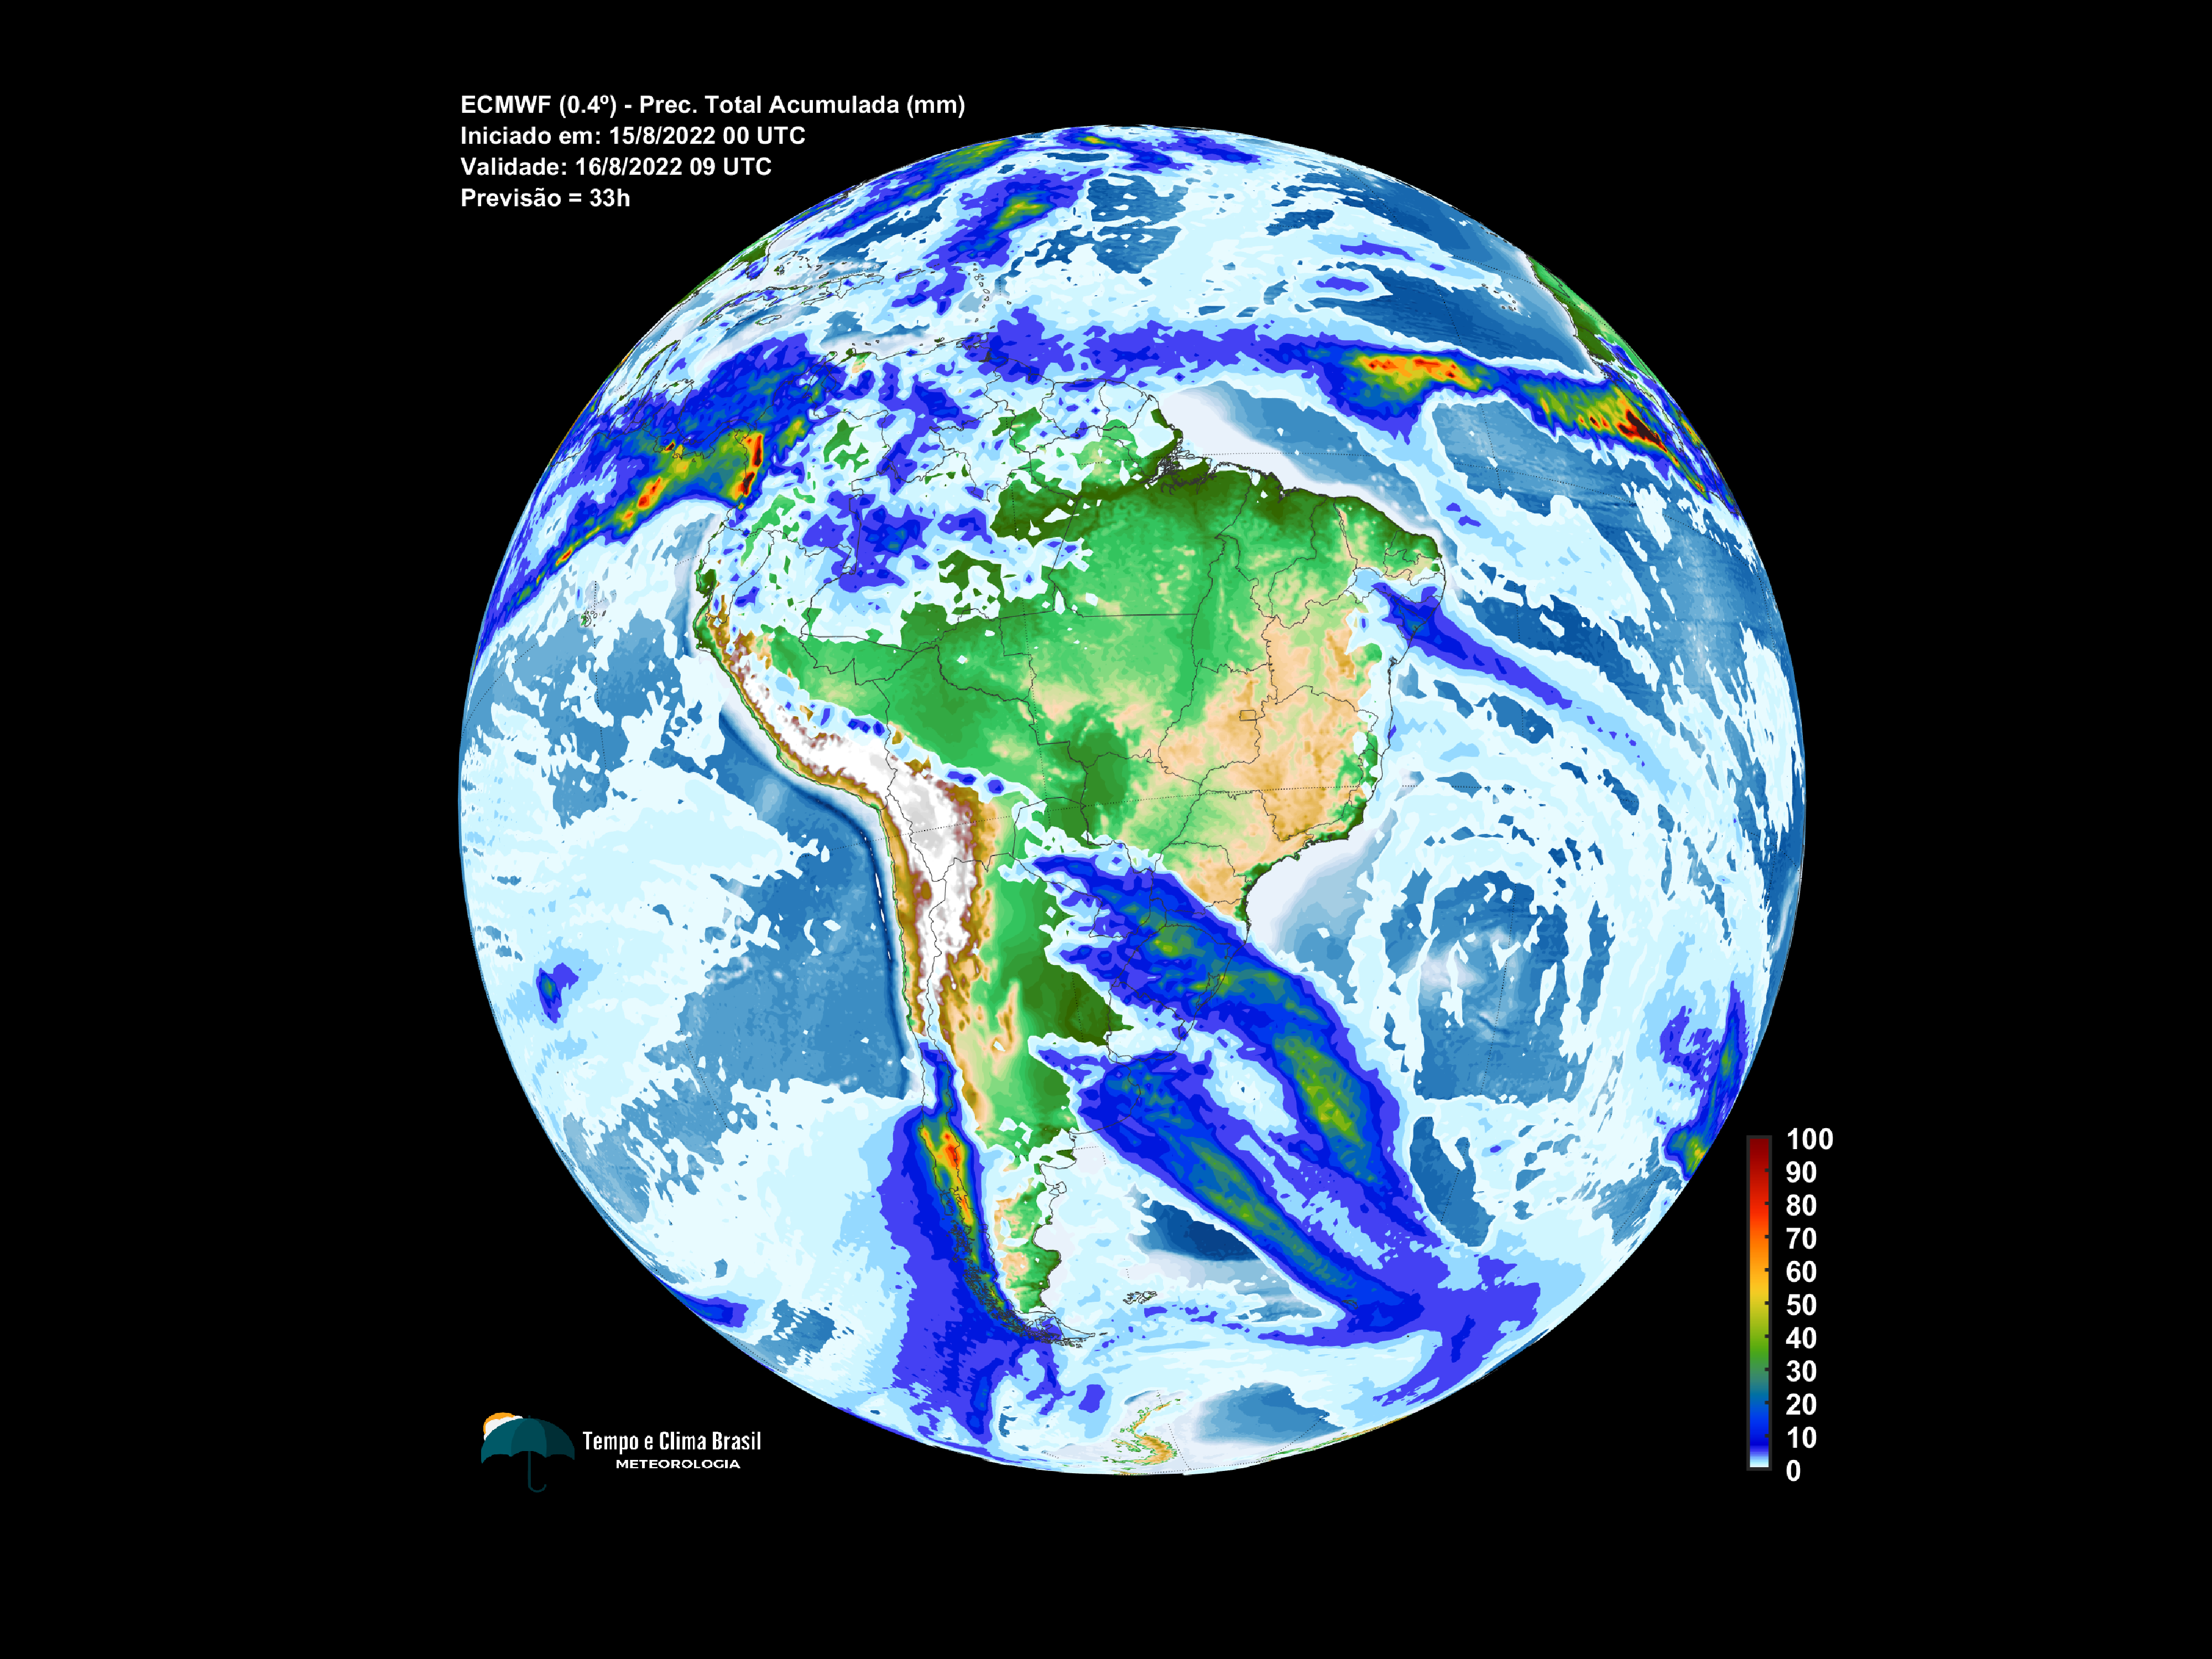 ECMWF (0.4º) - Prec. Total Acumulada (mm)
Iniciado em: 15/8/2022 00 UTC
Validade: 16/8/2022 09 UTC
Previsão = 33h
100
90
80
70
60
50
40
30
20
10
0
Tempo e Clima Brasil
METEOROLOGIA